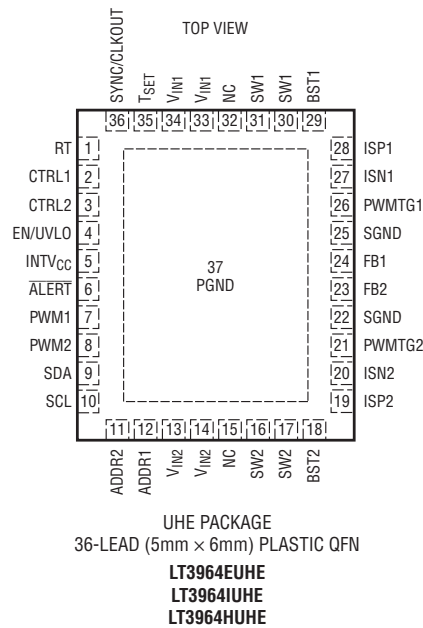 TOP VIEW
SYNC/CLKOUT
TSET
VIN1
VIN1
NC
SW1
SW1
BST1
36 35 34 33 32 31 30 29
RT 1
CTRL1 2
CTRL2 3
EN/UVLO 4
INTVCC 5
ALERT 6
PWM1 7
PWM2 8
SDA 9
SCL 10
37
PGND
28 ISP1
27 ISN1
26 PWMTG1
25 SGND
24 FB1
23 FB2
22 SGND
21 PWMTG2
20 ISN2
19 ISP2
11 12 13 14 15 16 17 18
ADDR2
ADDR1
VIN2
VIN2
NC
SW2
SW2
BST2
UHE PACKAGE
36-LEAD (5mm × 6mm) PLASTIC QFN
LT3964EUHE
LT3964IUHE
LT3964HUHE